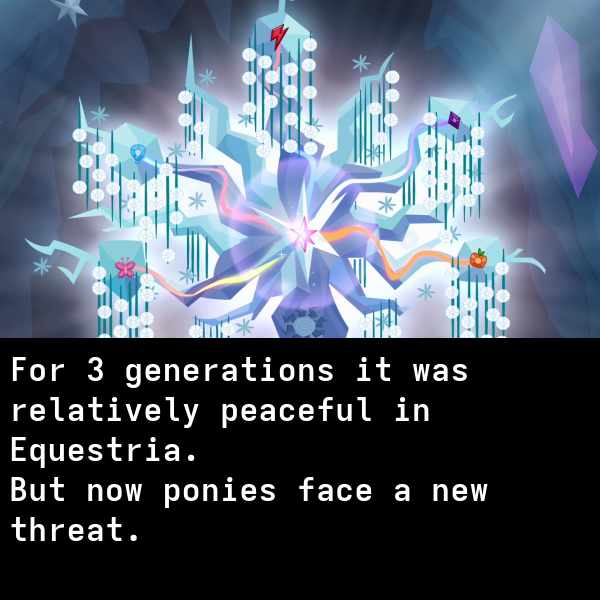 For 3 generations it was
relatively peaceful in
Equestria.
But now ponies face a new
threat.